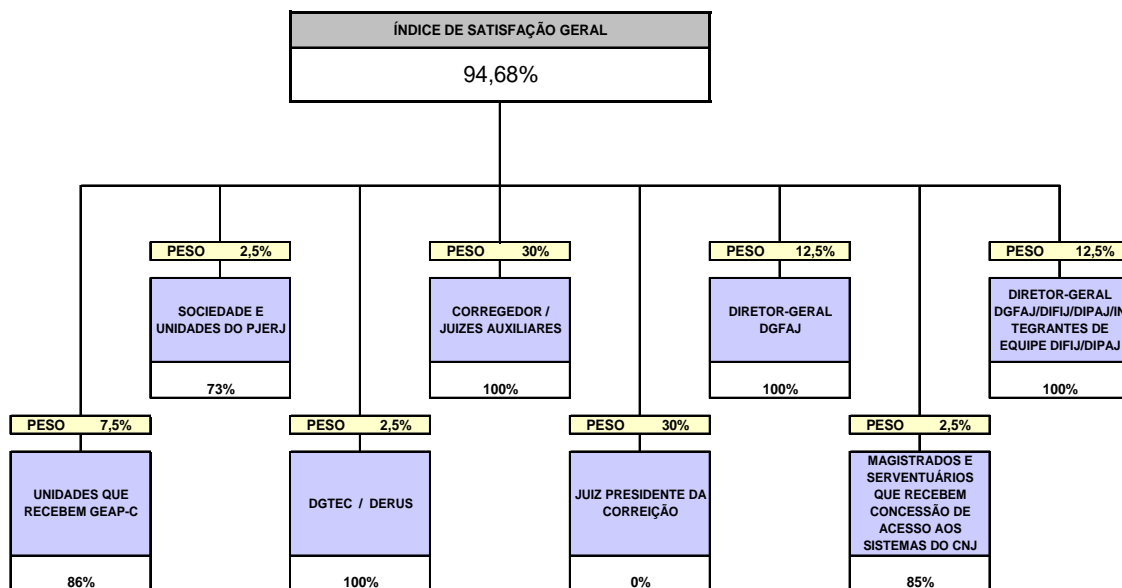 ÍNDICE DE SATISFAÇÃO GERAL
94,68%
PESO 2,5%
SOCIEDADE E
UNIDADES DO PJERJ
73%
PESO 30%
CORREGEDOR /
JUIZES AUXILIARES
100%
PESO 12,5%
DIRETOR-GERAL
DGFAJ
100%
PESO 12,5%
DIRETOR-GERAL
DGFAJ/DIFIJ/DIPAJ/IN
TEGRANTES DE
EQUIPE DIFIJ/DIPAJ
100%
PESO 7,5%
UNIDADES QUE
RECEBEM GEAP-C
86%
PESO 2,5%
DGTEC / DERUS
100%
PESO 30%
JUIZ PRESIDENTE DA
CORREIÇÃO
0%
PESO 2,5%
MAGISTRADOS E
SERVENTUÁRIOS
QUE RECEBEM
CONCESSÃO DE
ACESSO AOS
SISTEMAS DO CNJ
85%